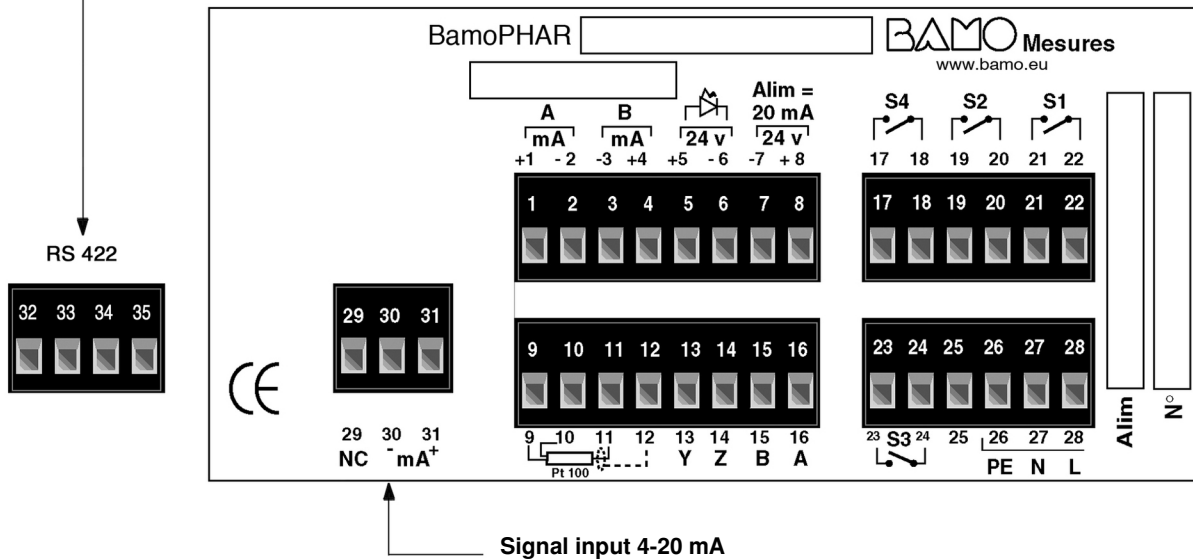 BamoPHAR BAMO Mesures
www.bamo.eu
A B Alim =
20 mA
mA mA 24 v 24 v
+1 - 2 -3 +4 +5 - 6 -7 + 8
S4 S2 S1
17 18 19 20 21 22
1 2 3 4 5 6 7 8
17 18 19 20 21 22
RS 422
32 33 34 35
29 30 31
9 10 11 12 13 14 15 16
23 24 25 26 27 28
CE
29 30 31
NC - mA +
9 10 11 12 13 14 15 16
Pt 100 Y Z B A
23 S3 24 25 26 27 28
PE N L
Alim
N°
Signal input 4-20 mA